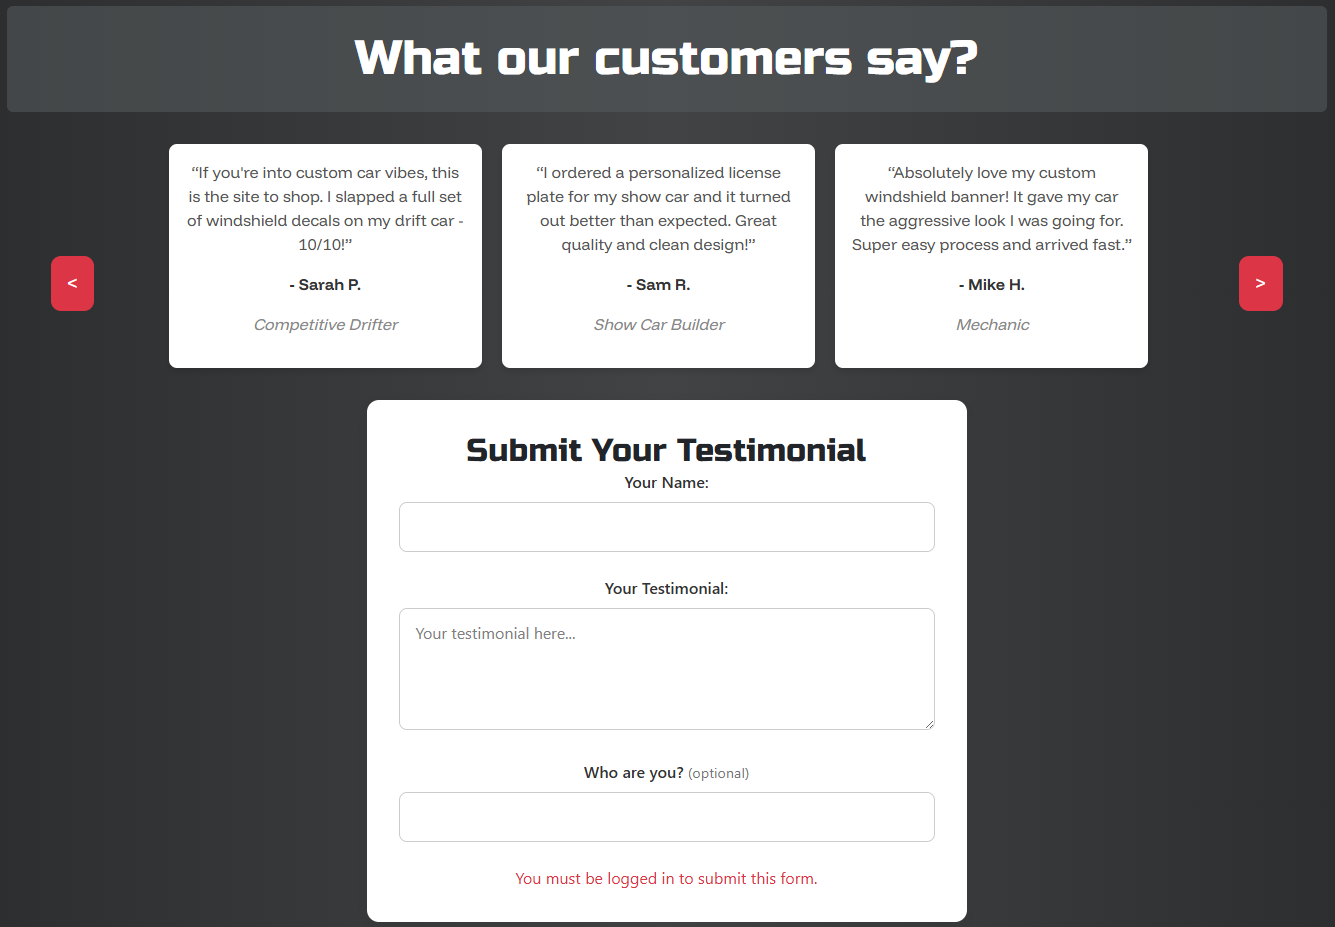 What our customers say?
“If you're into custom car vibes, this
is the site to shop. I slapped a full set
of windshield decals on my drift car -
10/10!”
- Sarah P.
Competitive Drifter
“I ordered a personalized license
plate for my show car and it turned
out better than expected. Great
quality and clean design!”
- Sam R.
Show Car Builder
“Absolutely love my custom
windshield banner! It gave my car
the aggressive look I was going for.
Super easy process and arrived fast.”
- Mike H.
Mechanic
<
>
Submit Your Testimonial
Your Name:
Your Testimonial:
Your testimonial here...
Who are you? (optional)
You must be logged in to submit this form.